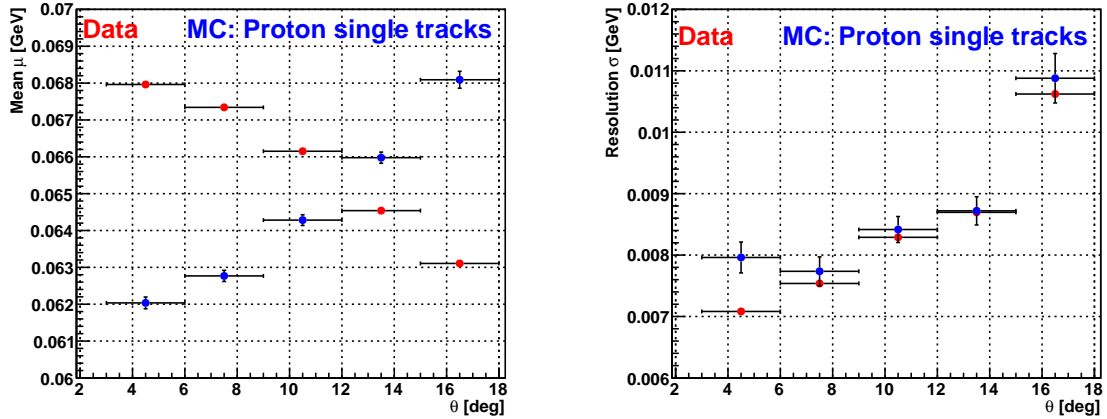 Data MC: Proton single tracks
Mean μ [GeV]
0.07
0.069
0.068
0.067
0.066
0.065
0.064
0.063
0.062
0.061
0.06
2 4 6 8 10 12 14 16 18
θ [deg]
Data MC: Proton single tracks
Resolution σ [GeV]
0.012
0.011
0.01
0.009
0.008
0.007
0.006
2 4 6 8 10 12 14 16 18
θ [deg]